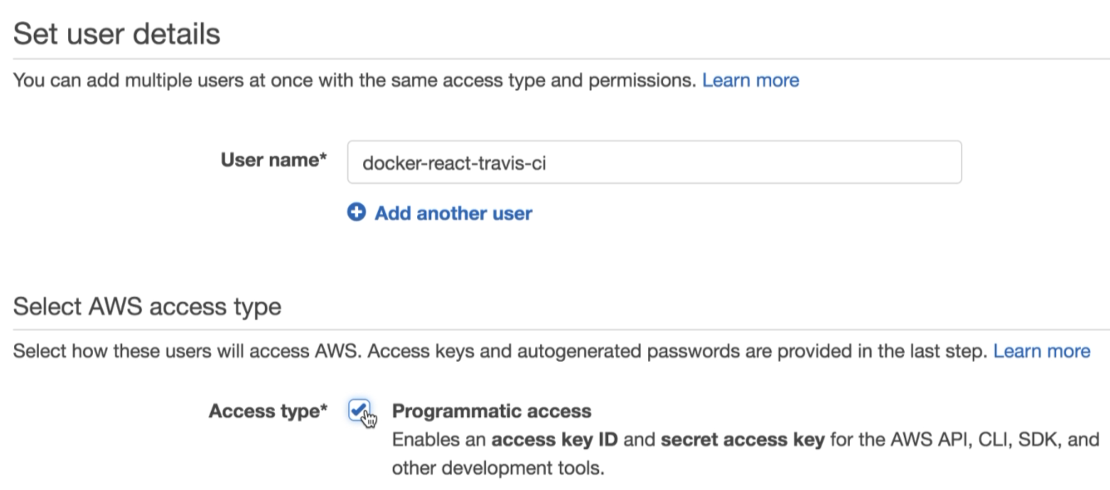 Set user details
You can add multiple users at once with the same access type and permissions. Learn more
User name* docker-react-travis-ci
Add another user
Select AWS access type
Select how these users will access AWS. Access keys and autogenerated passwords are provided in the last step. Learn more
Access type* Programmatic access
Enables an access key ID and secret access key for the AWS API, CLI, SDK, and
other development tools.